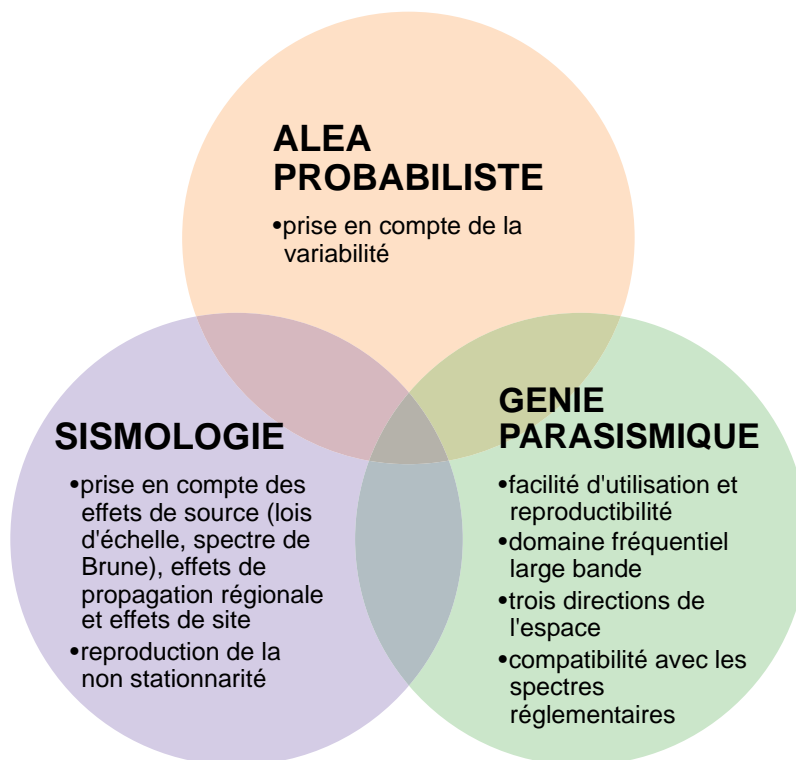 ALEA
PROBABILISTE
•prise en compte de la
variabilité
SISMOLOGIE
•prise en compte des
effets de source (lois
d'échelle, spectre de
Brune), effets de
propagation régionale
et effets de site
•reproduction de la
non stationnarité
GENIE
PARASISMIQUE
•facilité d'utilisation et
reproductibilité
•domaine fréquentiel
large bande
•trois directions de
l'espace
•compatibilité avec les
spectres
réglementaires